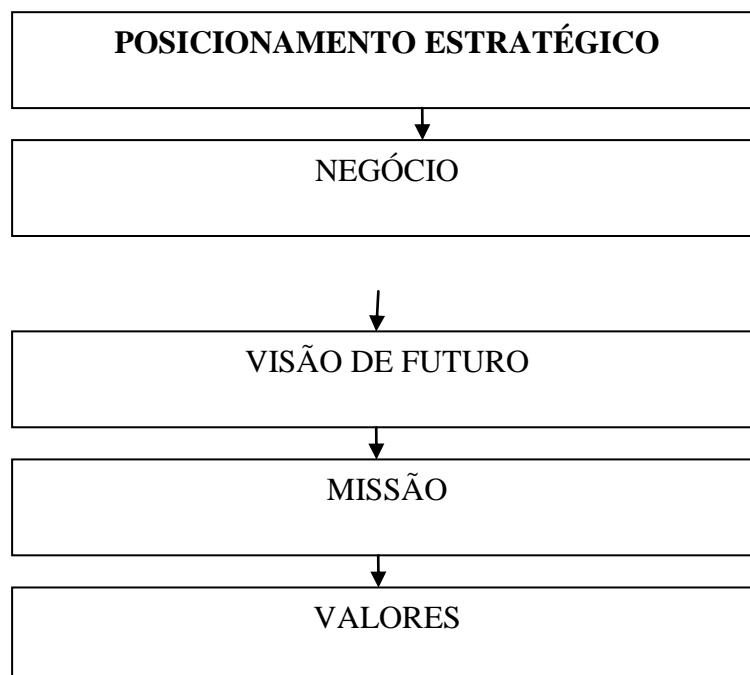 POSICIONAMENTO ESTRATÉGICO
NEGÓCIO
VISÃO DE FUTURO
MISSÃO
VALORES